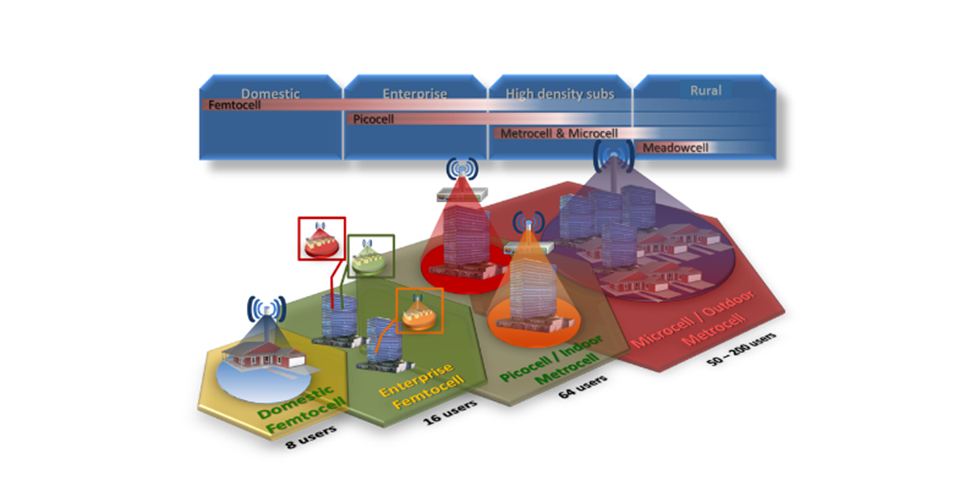 Domestic
Enterprise
High density subs
Rural
Femtocell
Picocell
Metrocell & Microcell
Meadowcell
Domestic
Femtocell
8 users
Enterprise
Femtocell
16 users
Picocell / Indoor
Metrocell
64 users
Microcell / Outdoor
Metrocell
50 – 200 users